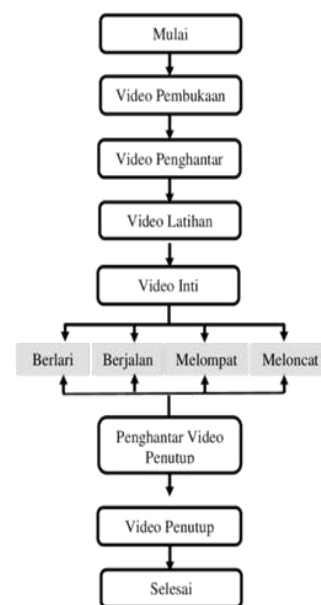 Mulai
Video Pembukaan
Video Penghantar
Video Latihan
Video Inti
Berlari
Berjalan
Melompat
Meloncat
Penghantar Video
Penutup
Video Penutup
Selesai